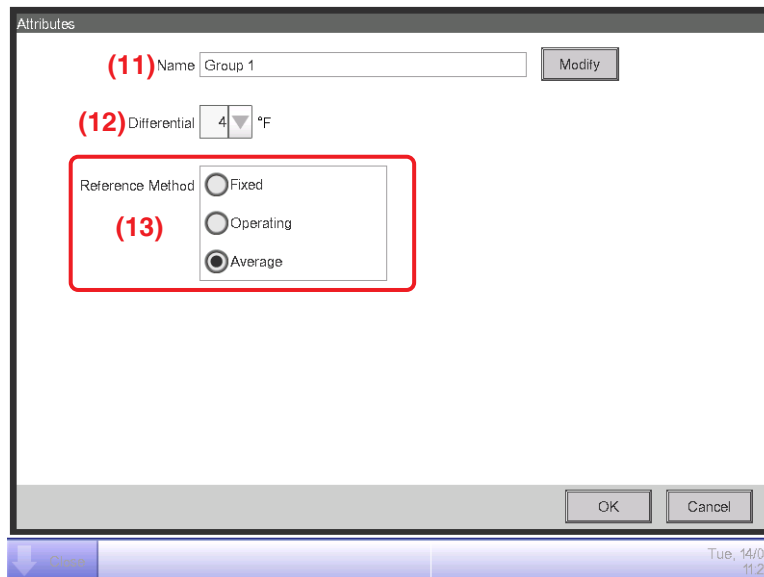 Attributes
(11) Name Group 1 Modify
(12) Differential 4 °F
Reference Method Fixed
(13) Operating
Average
OK Cancel
Tue, 14/0
11:2